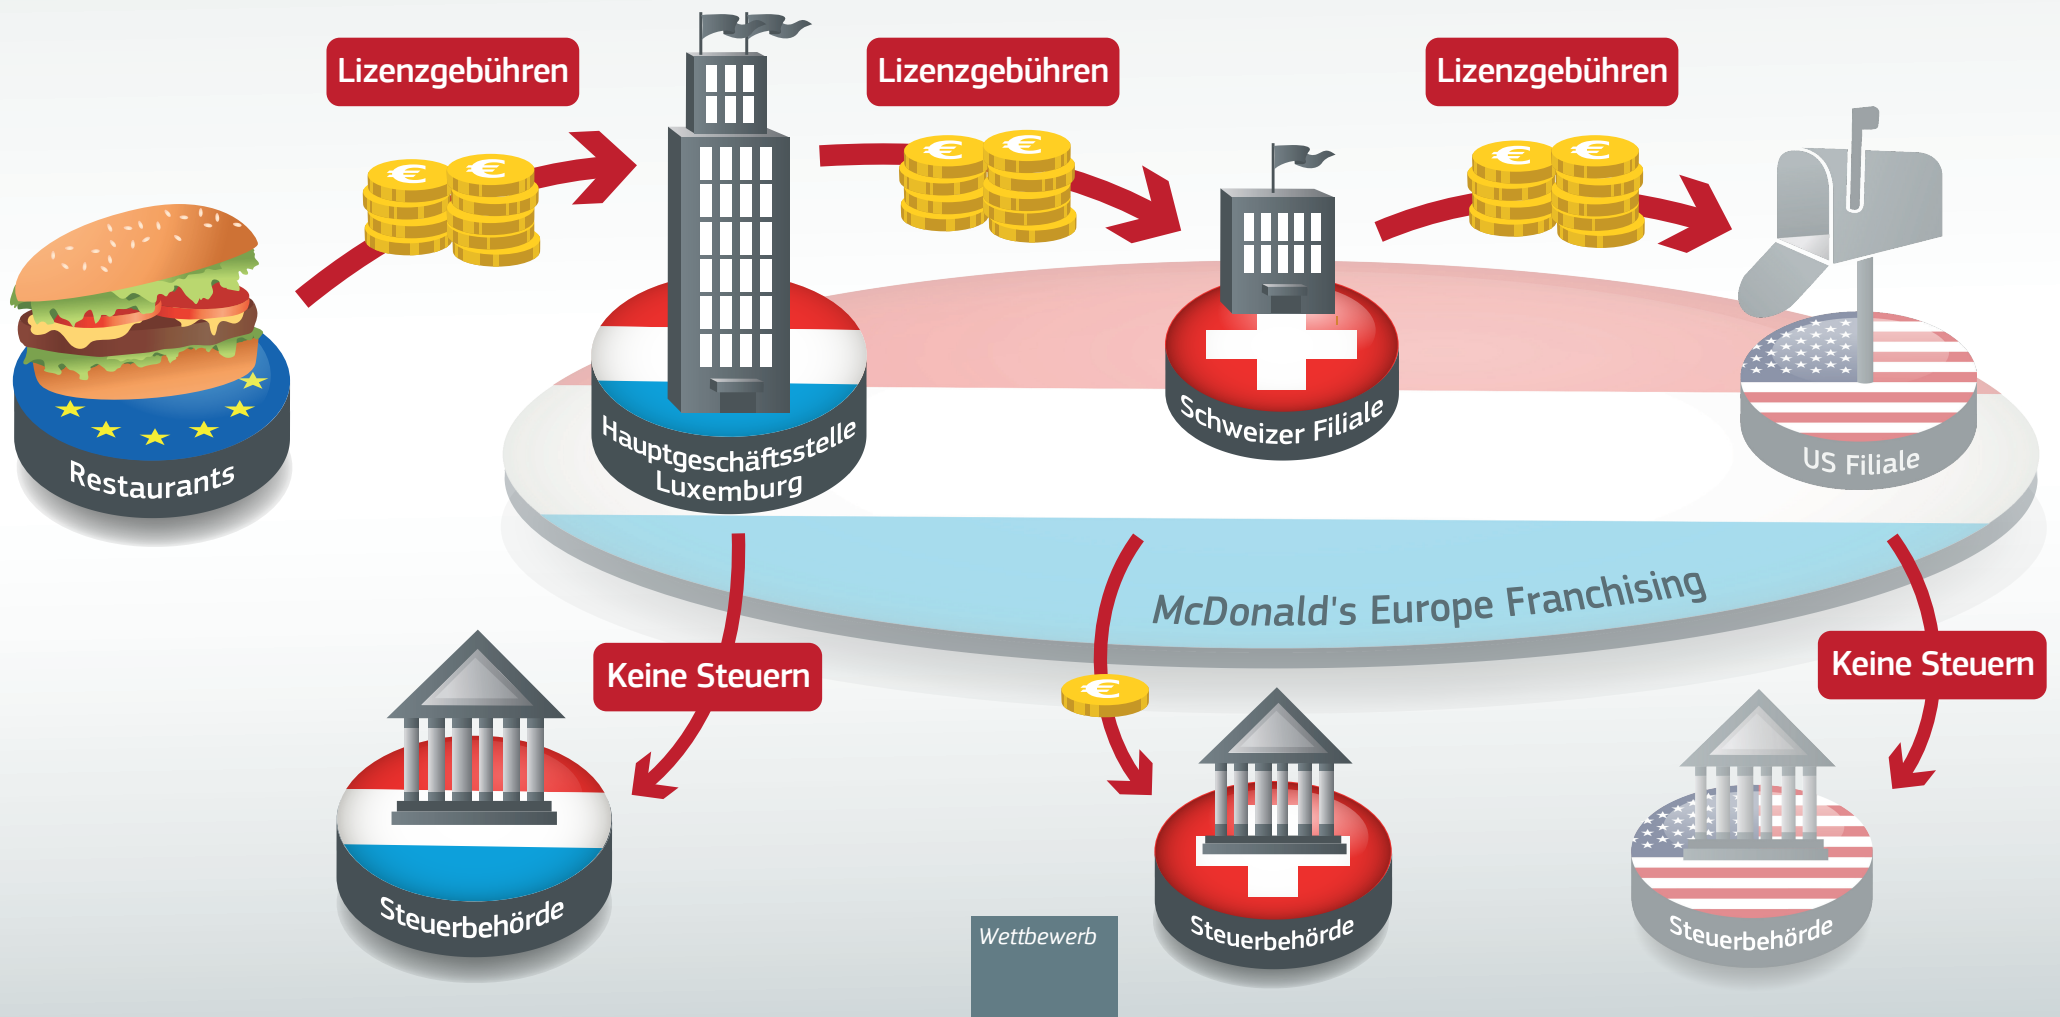 Lizenzgebühren
Lizenzgebühren
Lizenzgebühren
Restaurants
Hauptgeschäftsstelle
Luxemburg
Schweizer Filiale
US Filiale
McDonald's Europe Franchising
Keine Steuern
Keine Steuern
Steuerbehörde
Steuerbehörde
Steuerbehörde
Wettbewerb